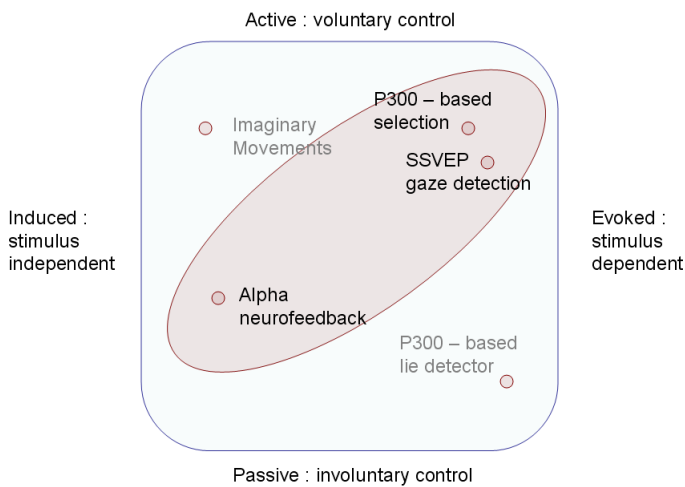 Active : voluntary control
P300 – based
selection
Imaginary
Movements
SSVEP
gaze detection
Induced :
stimulus
independent
Evoked :
stimulus
dependent
Alpha
neurofeedback
P300 – based
lie detector
Passive : involuntary control